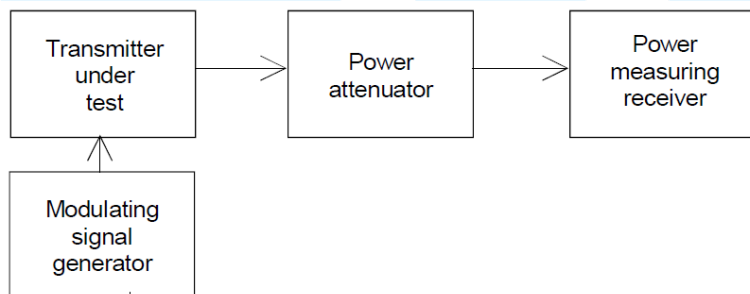 Transmitter
under
test
Power
attenuator
Power
measuring
receiver
Modulating
signal
generator